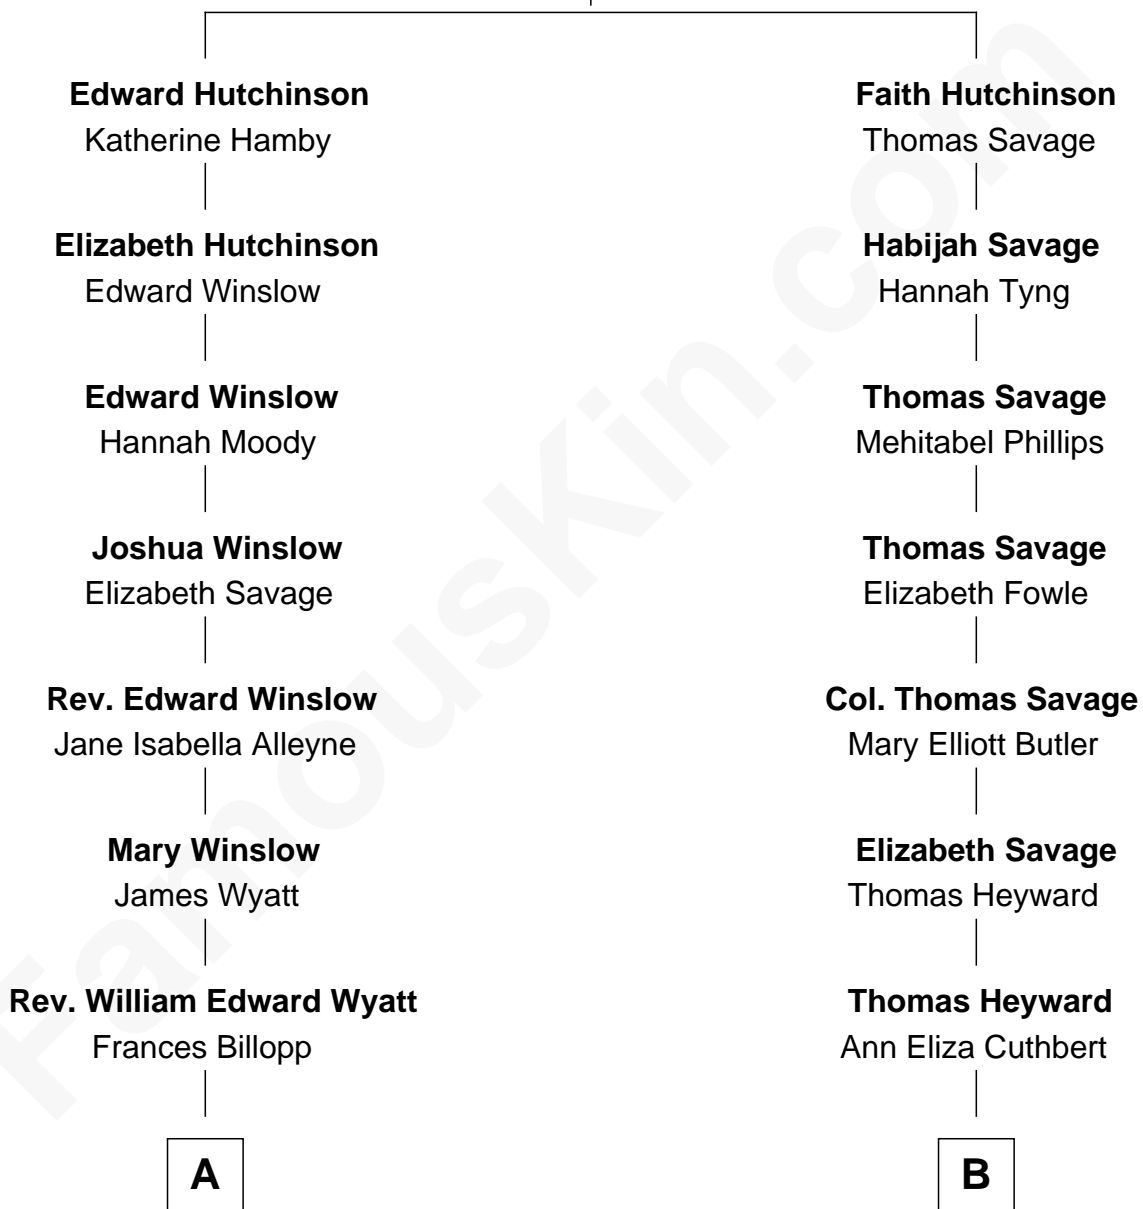 Edward Hutchinson
Katherine Hamby
Elizabeth Hutchinson
Edward Winslow
Edward Winslow
Hannah Moody
Joshua Winslow
Elizabeth Savage
Rev. Edward Winslow
Jane Isabella Alleyne
Mary Winslow
James Wyatt
Rev. William Edward Wyatt
Frances Billopp
A
Faith Hutchinson
Thomas Savage
Habijah Savage
Hannah Tyng
Thomas Savage
Mehitabel Phillips
Thomas Savage
Elizabeth Fowle
Col. Thomas Savage
Mary Elliott Butler
Elizabeth Savage
Thomas Heyward
Thomas Heyward
Ann Eliza Cuthbert
B
FamousKin.com